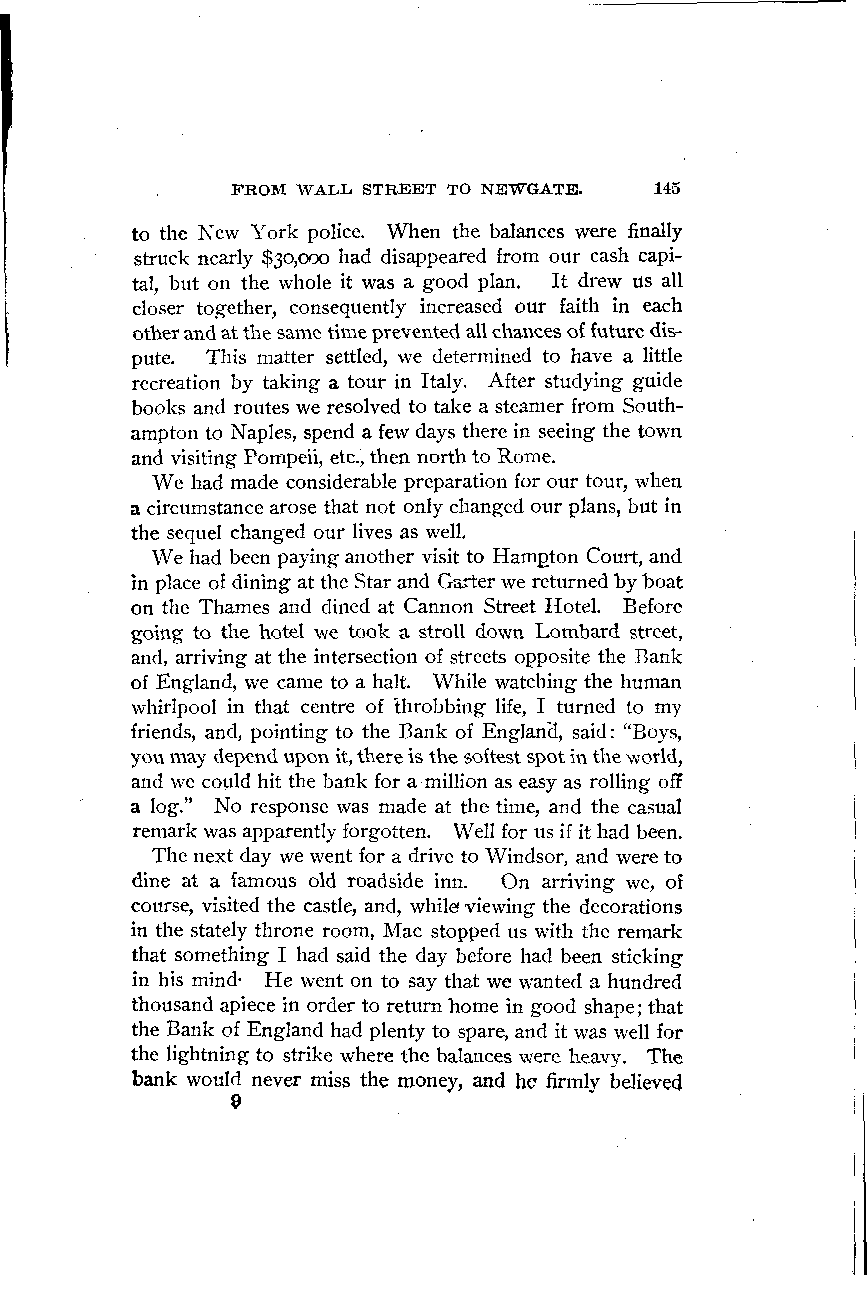 FROM WALL STREET TO NEWGATE. 145
to the New York police. When the balances were finally
struck nearly $30,000 had disappeared from our cash capi-
tal, but on the whole it was a good plan. It drew us all
closer together, consequently increased our faith in each
other and at the same time prevented all chances of future dis-
pute. This matter settled, we determined to have a little
recreation by taking a tour in Italy. After studying guide
books and routes we resolved to take a steamer from South-
ampton to Naples, spend a few days there in seeing the town
and visiting Pompeii, etc., then north to Rome.
We had made considerable preparation for our tour, when
a circumstance arose that not only changed our plans, but in
the sequel changed our lives as well.
We had been paying another visit to Hampton Court, and
in place of dining at the Star and Garter we returned by boat
on the Thames and dined at Cannon Street Hotel. Before
going to the hotel we took a stroll down Lombard street,
and, arriving at the intersection of streets opposite the Bank
of England, we came to a halt. While watching the human
whirlpool in that centre of throbbing life, I turned to my
friends, and, pointing to the Bank of England, said: “Boys,
you may depend upon it, there is the softest spot in the world,
and we could hit the bank for a million as easy as rolling off
a log.” No response was made at the time, and the casual
remark was apparently forgotten. Well for us if it had been.
The next day we went for a drive to Windsor, and were to
dine at a famous old roadside inn. On arriving we, of
course, visited the castle, and, while viewing the decorations
in the stately throne room, Mac stopped us with the remark
that something I had said the day before had been sticking
in his mind· He went on to say that we wanted a hundred
thousand apiece in order to return home in good shape; that
the Bank of England had plenty to spare, and it was well for
the lightning to strike where the balances were heavy. The
bank would never miss the money, and he firmly believed
9